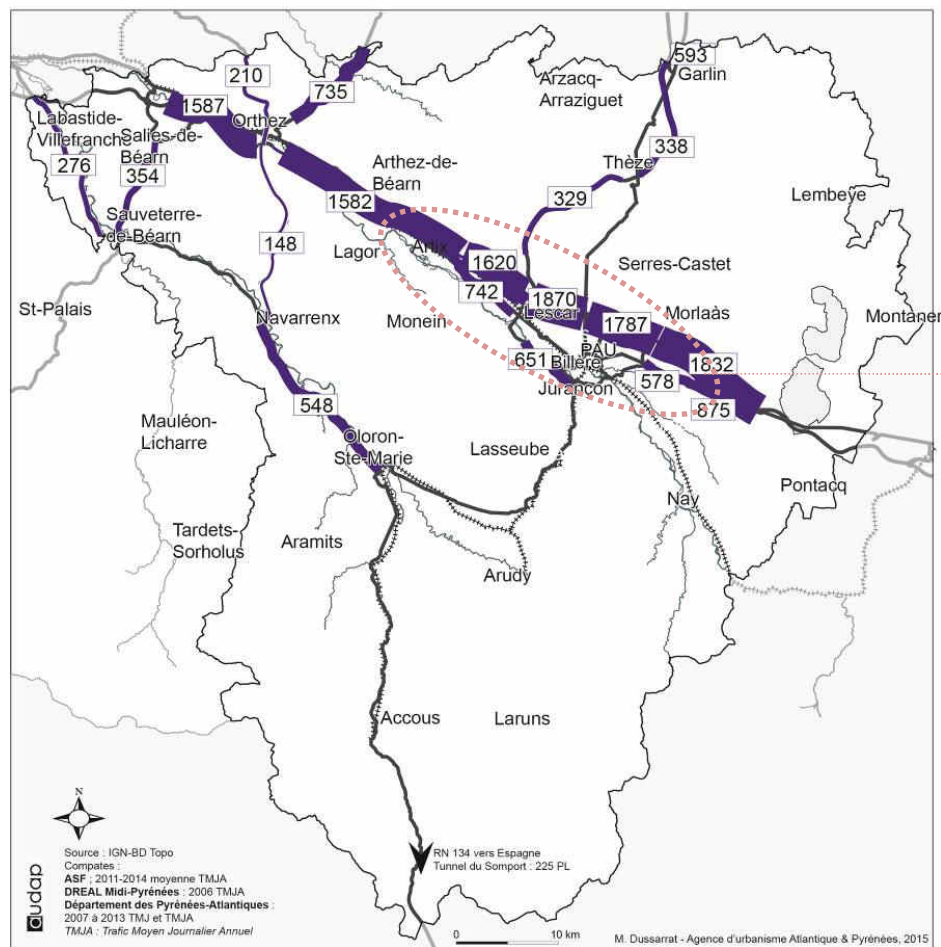 593
Garlin
210
735
Arzacq-
Arraziguet
1587
Labastide-
Villefranche
Salies-de-
Béarn
Orthez
338
276
354
Arthez-de-
Béarn
Thèze
329
Lembeye
1582
Sauveterre-
de-Béarn
148
Lagor
Artix
1620
Serres-Castet
742
1870
St-Palais
Navarrenx
Monein
Lescar
1787
Morlaàs
Montaner
651
PAU
Billère
1832
578
Jurançon
548
875
Mauléon-
Licharre
Oloron-
Ste-Marie
Lasseube
Nay
Pontacq
Tardets-
Sorholus
Aramits
Arudy
Accous
Laruns
N
RN 134 vers Espagne
Tunnel du Somport : 225 PL
Source : IGN-BD Topo
Compates :
ASF ; 2011-2014 moyenne TMJA
DREAL Midi-Pyrénées : 2006 TMJA
Département des Pyrénées-Atlantiques :
2007 à 2013 TMJ et TMJA
TMJA : Trafic Moyen Journalier Annuel
audap
0 10 km
M. Dussarrat - Agence d'urbanisme Atlantique & Pyrénées, 2015